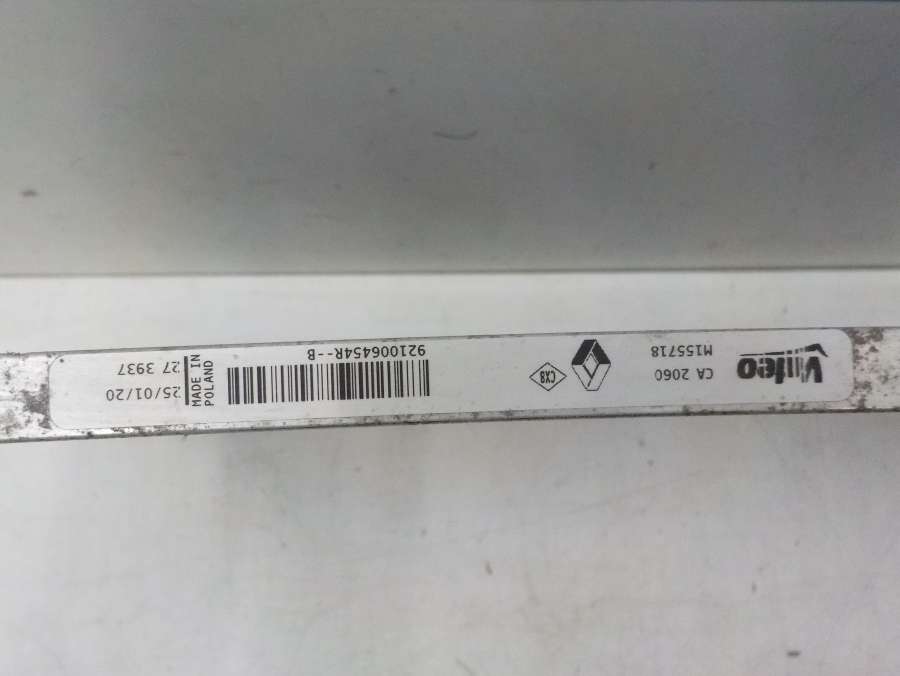 Valeo
CA 2060
M155718
CX8
921006454R--B
MADE IN
POLAND
25/01/20
27 3937